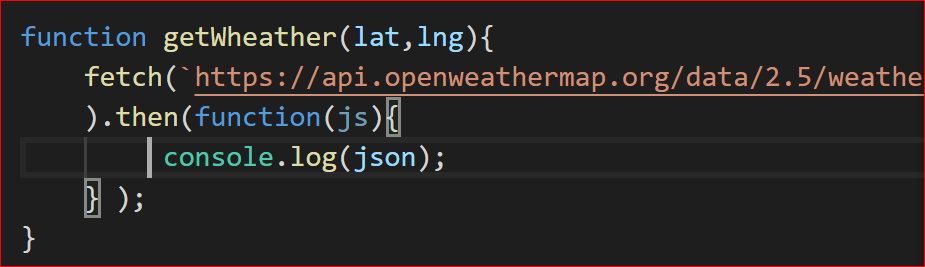 function getWheather(lat,lng){
fetch(`https://api.openweathermap.org/data/2.5/weathe
).then(function(js){
console.log(json);
} );
}